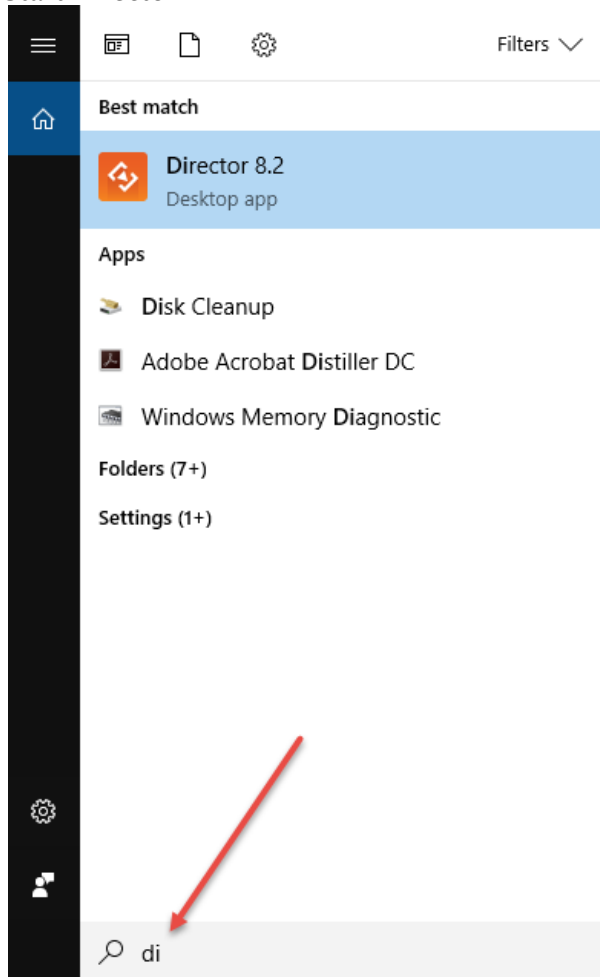 Filters
Best match
Director 8.2
Desktop app
Apps
Disk Cleanup
Adobe Acrobat Distiller DC
Windows Memory Diagnostic
Folders (7+)
Settings (1+)
di